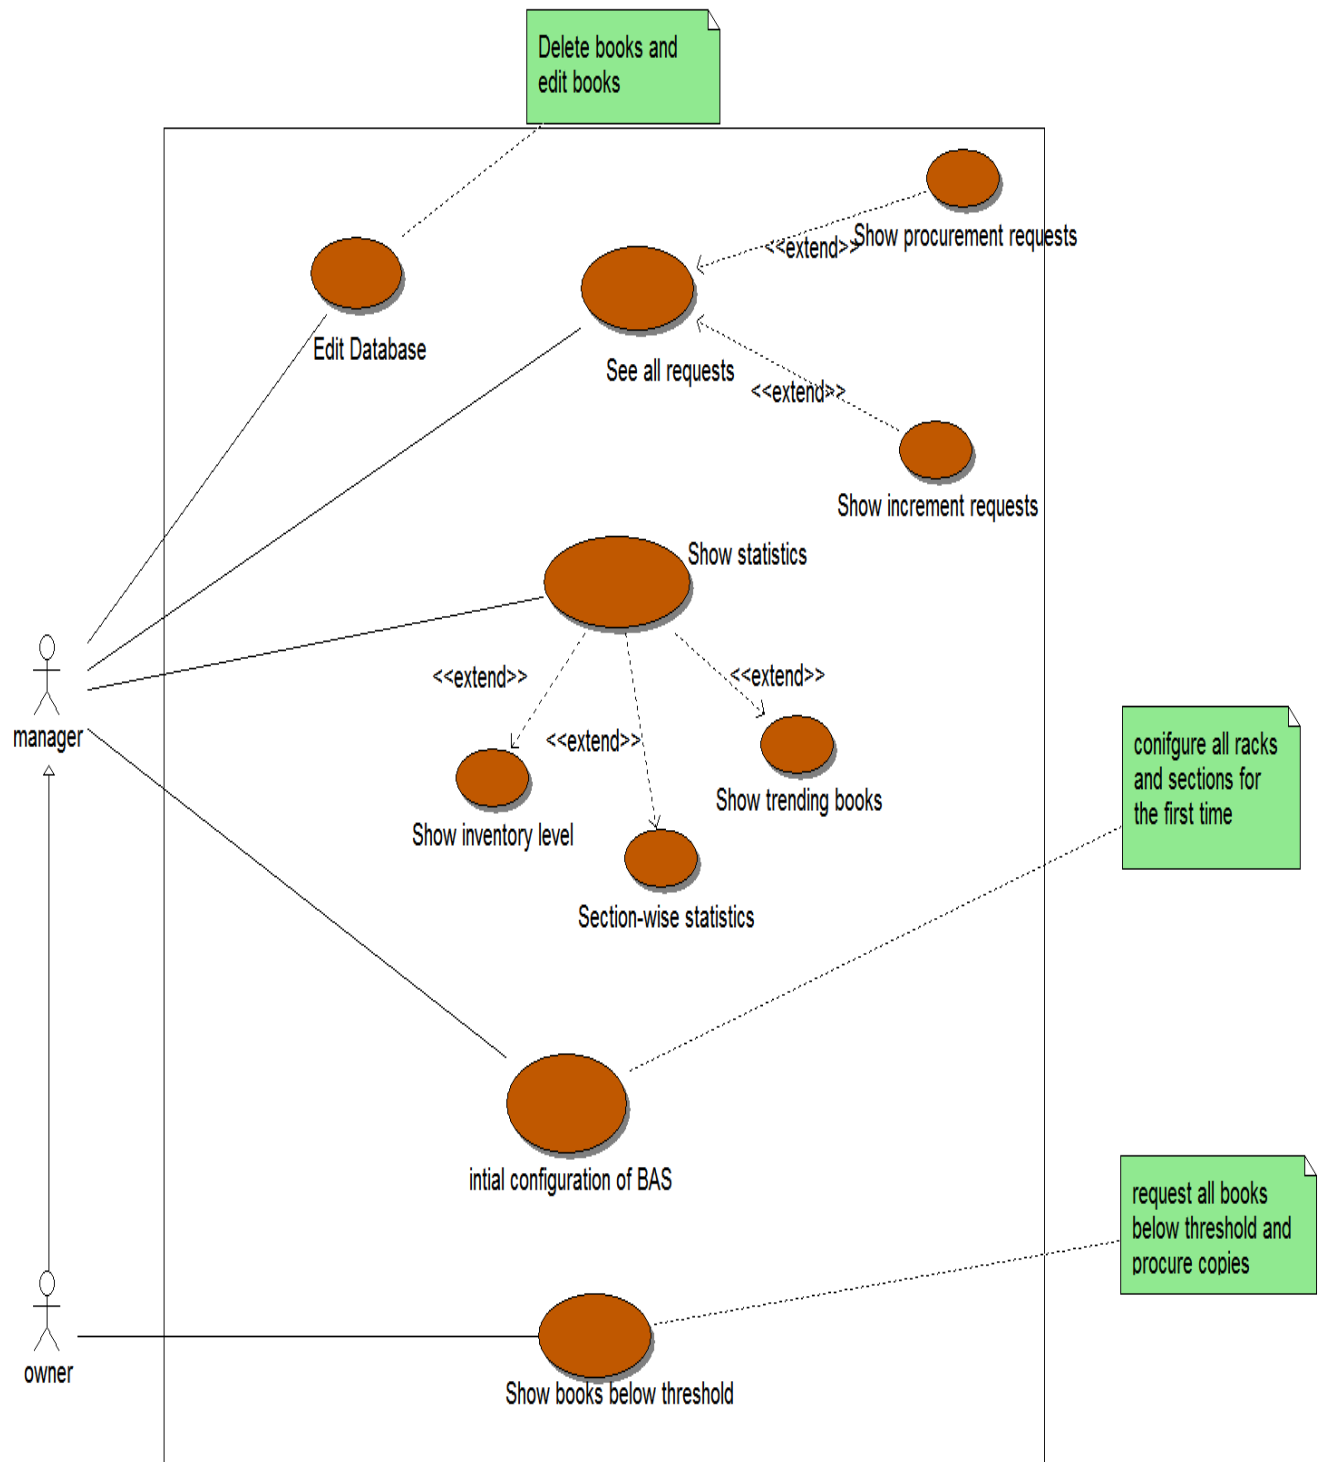 Delete books and
edit books
Show procurement requests
<<extend>>
Edit Database
See all requests
<<extend>>
Show increment requests
Show statistics
<<extend>>
<<extend>>
<<extend>>
manager
Show trending books
Show inventory level
Section-wise statistics
conifgure all racks
and sections for
the first time
intial configuration of BAS
request all books
below threshold and
procure copies
owner
Show books below threshold